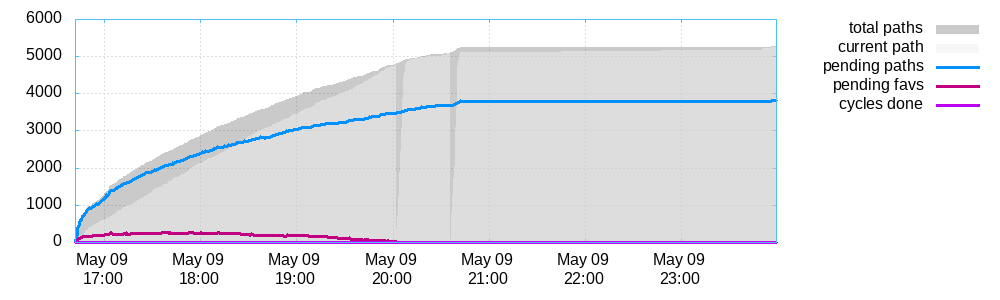 6000
5000
4000
3000
2000
1000
0
May 09
17:00
May 09
18:00
May 09
19:00
May 09
20:00
May 09
21:00
May 09
22:00
May 09
23:00
total paths
current path
pending paths
pending favs
cycles done